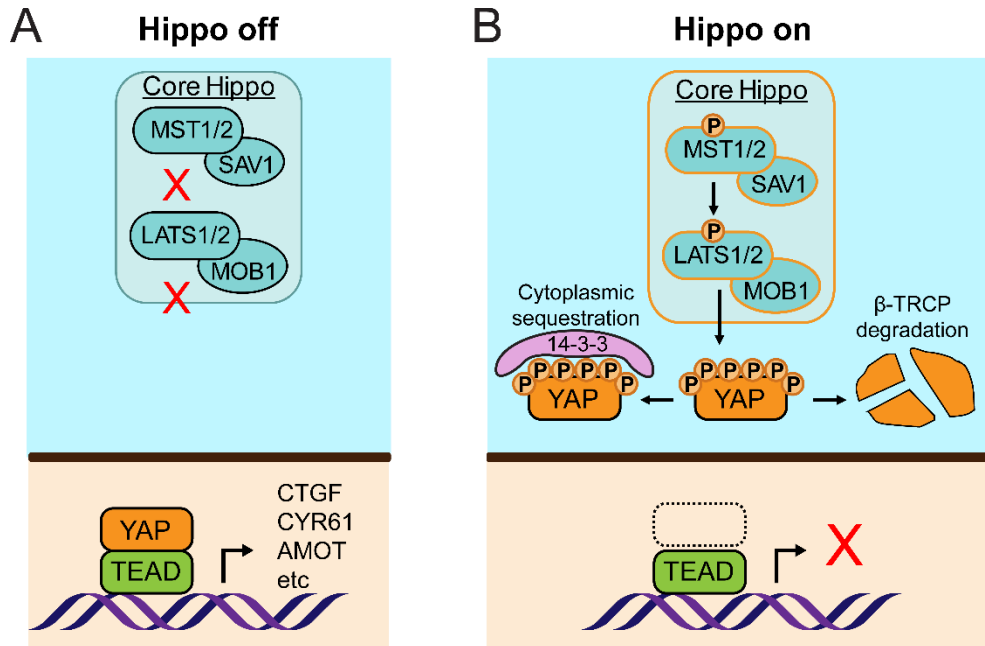 A
Hippo off
Core Hippo
MST1/2
SAV1
X
LATS1/2
MOB1
X
YAP
TEAD
CTGF
CYR61
AMOT
etc
B
Hippo on
Core Hippo
P
MST1/2
SAV1
P
LATS1/2
MOB1
Cytoplasmic
sequestration
14-3-3
P P P P P P
YAP
P P P P P P
YAP
β-TRCP
degradation
TEAD
X